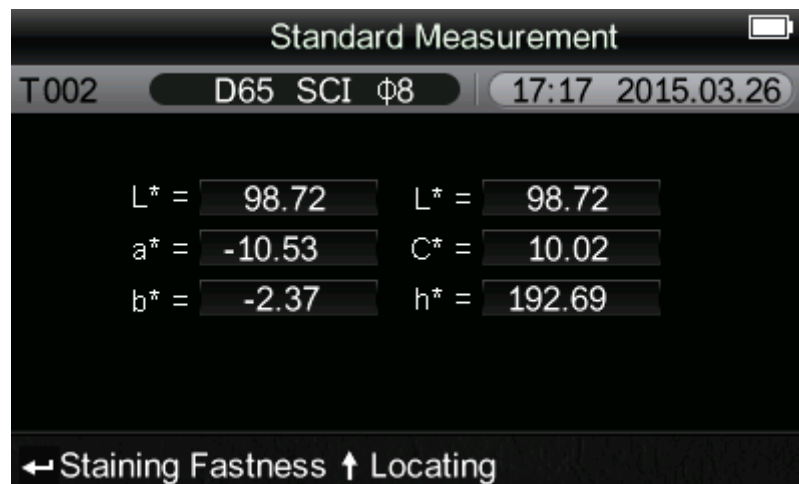 Standard Measurement
T002 D65 SCI Φ8 17:17 2015.03.26
L* = 98.72 L* = 98.72
a* = -10.53 C* = 10.02
b* = -2.37 h* = 192.69
Staining Fastness Locating